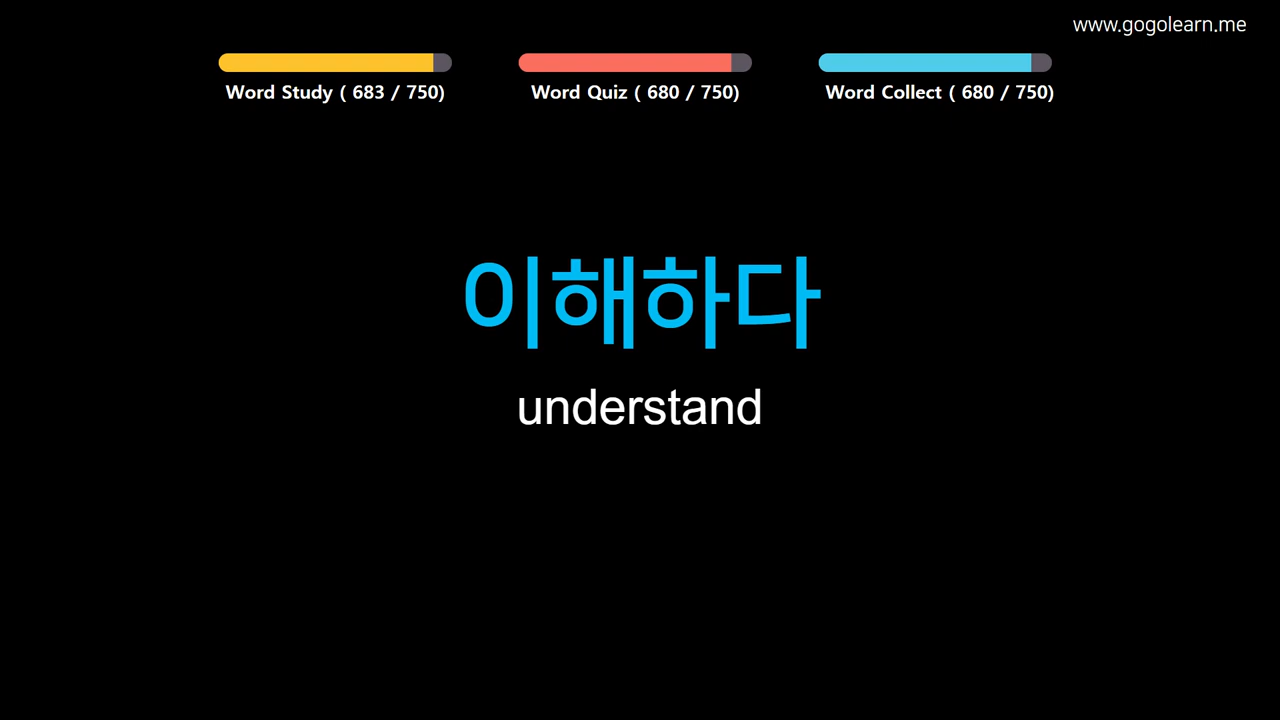 www.gogolearn.me
Word Study ( 683 / 750)
Word Quiz ( 680 / 750)
Word Collect ( 680 / 750)
이해하다
understand